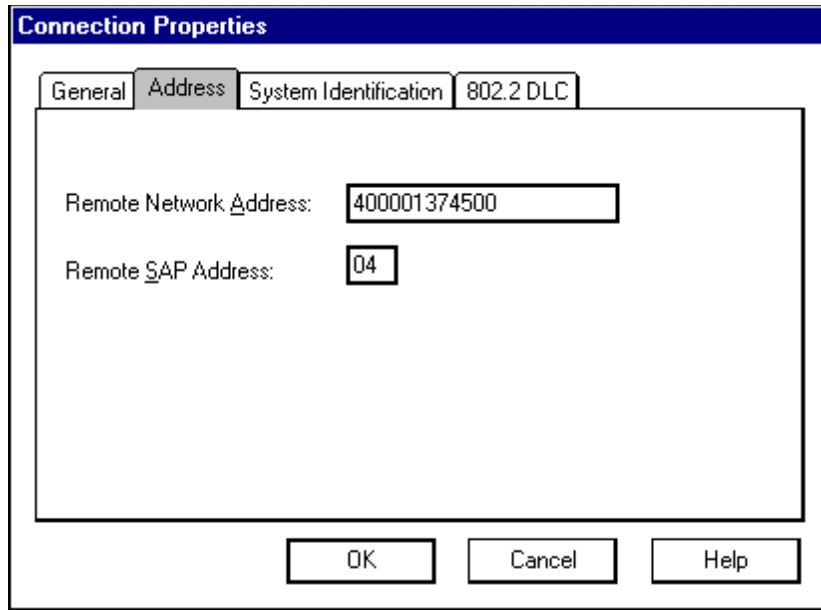 Connection Properties
General Address System Identification 802.2 DLC
Remote Network Address: 400001374500
Remote SAP Address: 04
OK Cancel Help